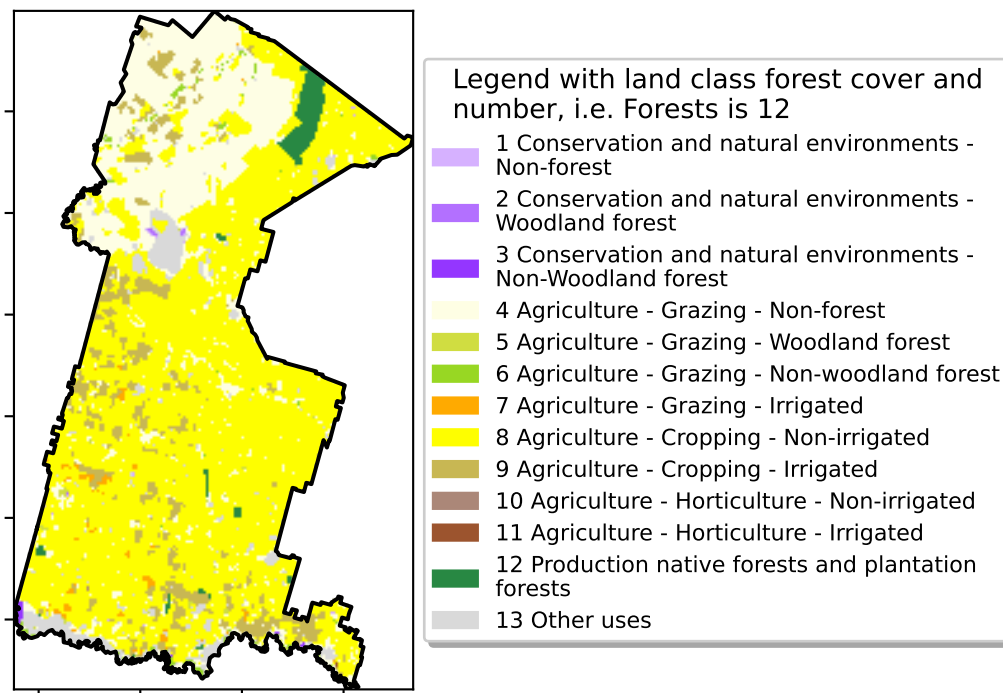 Legend with land class forest cover and
number, i.e. Forests is 12
1 Conservation and natural environments -
Non-forest
2 Conservation and natural environments -
Woodland forest
3 Conservation and natural environments -
Non-Woodland forest
4 Agriculture - Grazing - Non-forest
5 Agriculture - Grazing - Woodland forest
6 Agriculture - Grazing - Non-woodland forest
7 Agriculture - Grazing - Irrigated
8 Agriculture - Cropping - Non-irrigated
9 Agriculture - Cropping - Irrigated
10 Agriculture - Horticulture - Non-irrigated
11 Agriculture - Horticulture - Irrigated
12 Production native forests and plantation
forests
13 Other uses